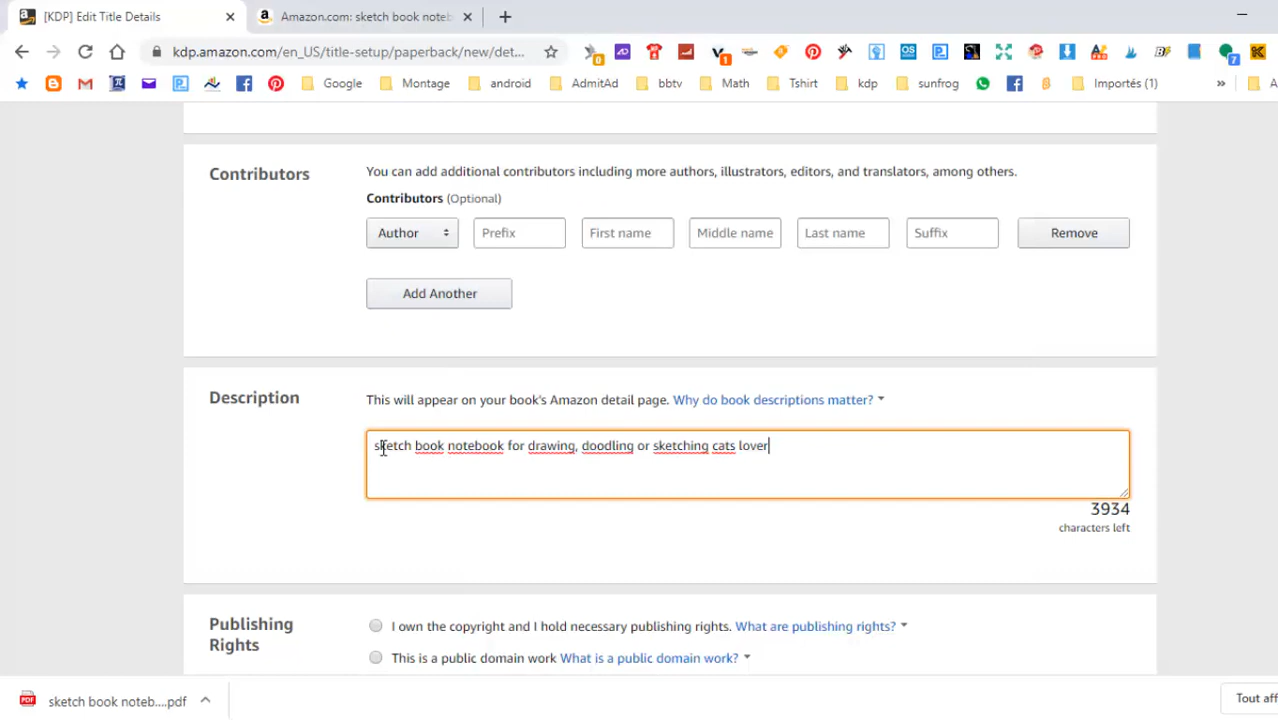 [KDP] Edit Title Details
Amazon.com: sketch book noteb
kdp.amazon.com/en_US/title-setup/paperback/new/det...
Google
Montage
android
AdmitAd
bbtv
Math
Tshirt
kdp
sunfrog
Importés (1)
Contributors
You can add additional contributors including more authors, illustrators, editors, and translators, among others.
Contributors (Optional)
Author
Prefix
First name
Middle name
Last name
Suffix
Remove
Add Another
Description
This will appear on your book's Amazon detail page. Why do book descriptions matter?
sketch book notebook for drawing, doodling or sketching cats lover
3934
characters left
Publishing
Rights
I own the copyright and I hold necessary publishing rights. What are publishing rights?
This is a public domain work What is a public domain work?
sketch book noteb....pdf
Tout aff